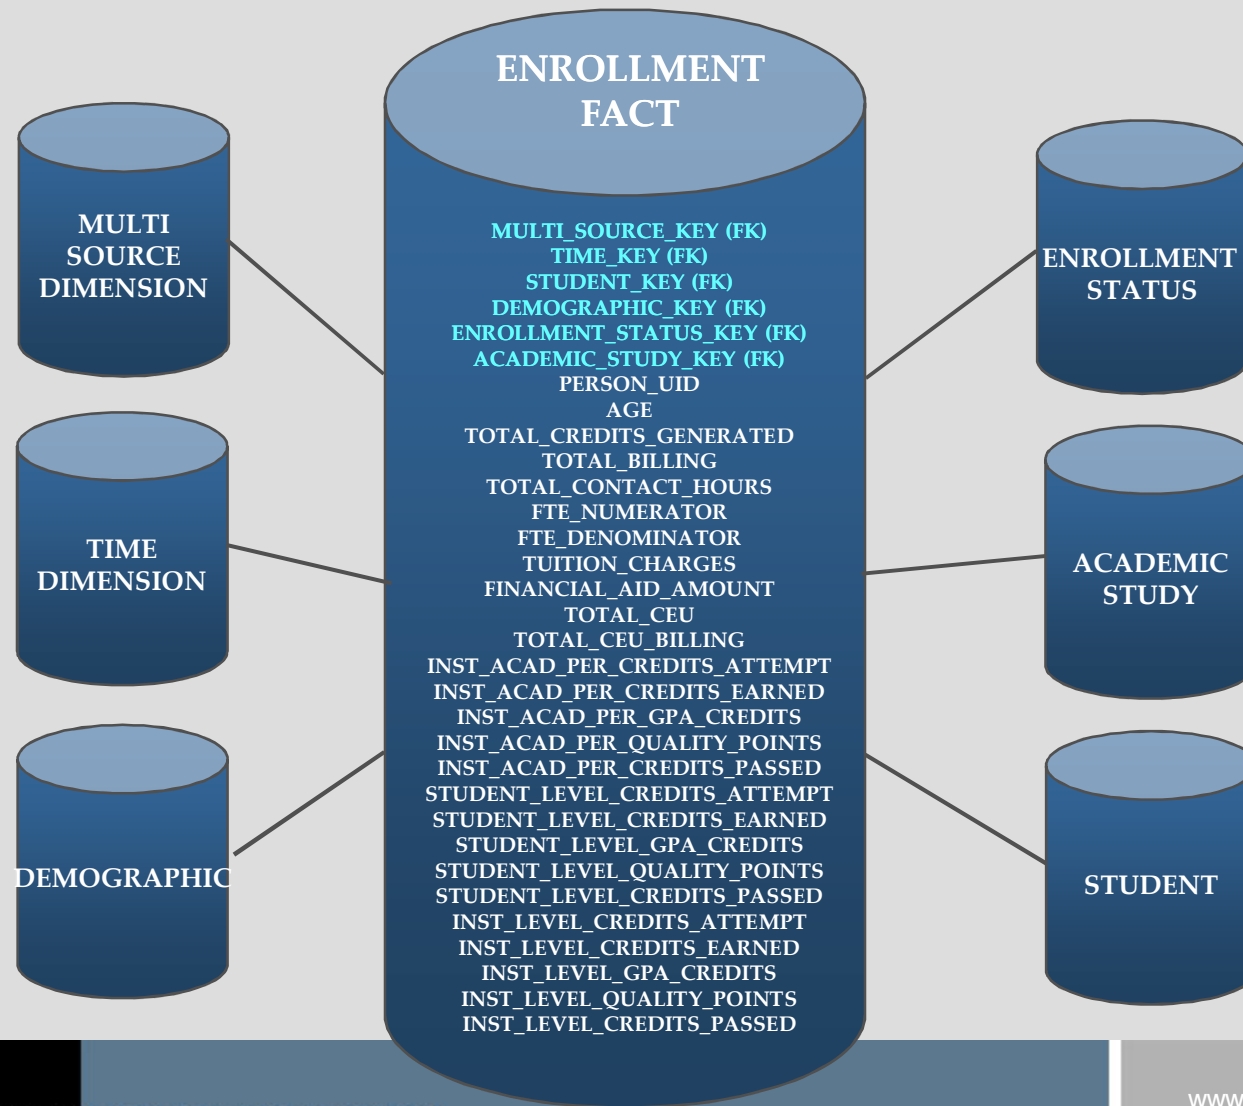 ENROLLMENT
FACT
MULTI
SOURCE
DIMENSION
TIME
DIMENSION
DEMOGRAPHIC
MULTI_SOURCE_KEY (FK)
TIME_KEY (FK)
STUDENT_KEY (FK)
DEMOGRAPHIC_KEY (FK)
ENROLLMENT_STATUS_KEY (FK)
ACADEMIC_STUDY_KEY (FK)
PERSON_UID
AGE
TOTAL_CREDITS_GENERATED
TOTAL_BILLING
TOTAL_CONTACT_HOURS
FTE_NUMERATOR
FTE_DENOMINATOR
TUITION_CHARGES
FINANCIAL_AID_AMOUNT
TOTAL_CEU
TOTAL_CEU_BILLING
INST_ACAD_PER_CREDITS_ATTEMPT
INST_ACAD_PER_CREDITS_EARNED
INST_ACAD_PER_GPA_CREDITS
INST_ACAD_PER_QUALITY_POINTS
INST_ACAD_PER_CREDITS_PASSED
STUDENT_LEVEL_CREDITS_ATTEMPT
STUDENT_LEVEL_CREDITS_EARNED
STUDENT_LEVEL_GPA_CREDITS
STUDENT_LEVEL_QUALITY_POINTS
STUDENT_LEVEL_CREDITS_PASSED
INST_LEVEL_CREDITS_ATTEMPT
INST_LEVEL_CREDITS_EARNED
INST_LEVEL_GPA_CREDITS
INST_LEVEL_QUALITY_POINTS
INST_LEVEL_CREDITS_PASSED
ENROLLMENT
STATUS
ACADEMIC
STUDY
STUDENT
www